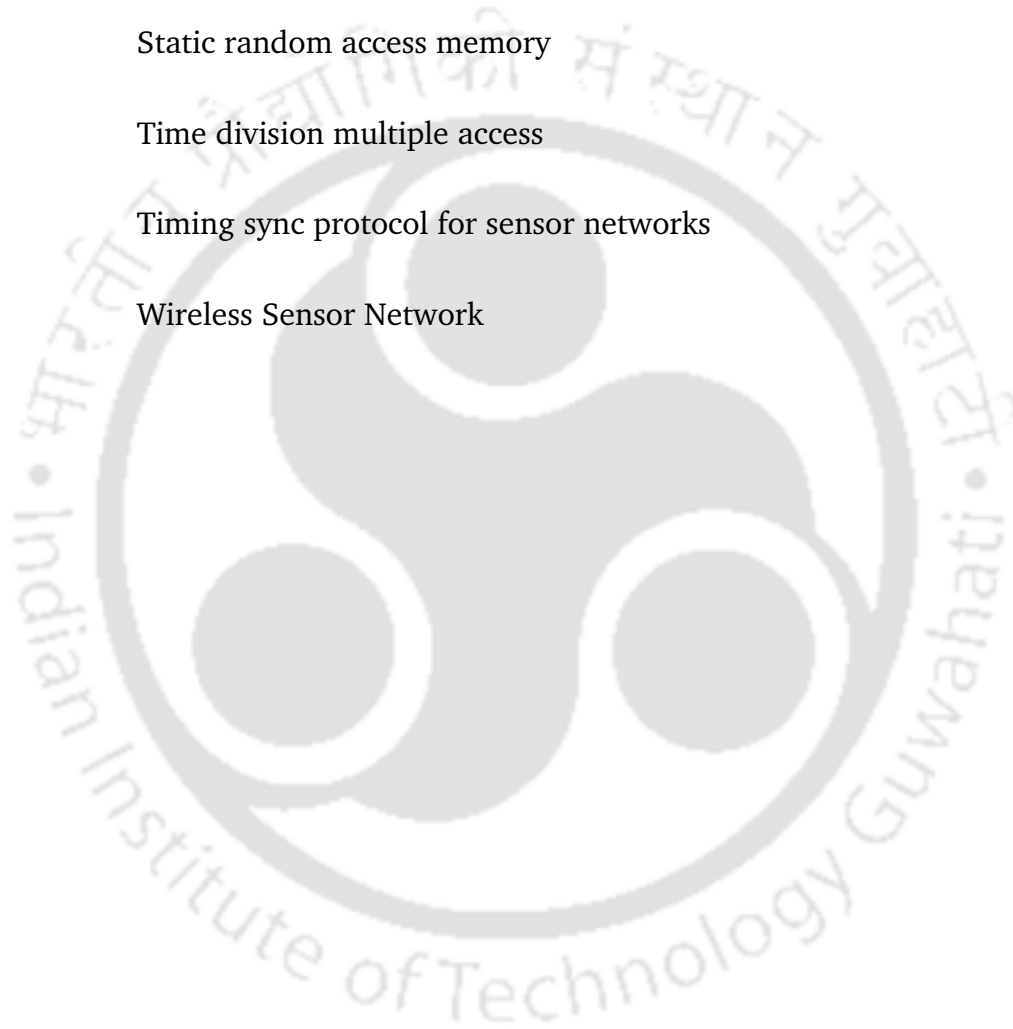 Static random access memory
Time division multiple access
Timing sync protocol for sensor networks
Wireless Sensor Network
भारतीय प्रौद्योगिकी संस्थान गुवाहाटी
Indian Institute of Technology Guwahati